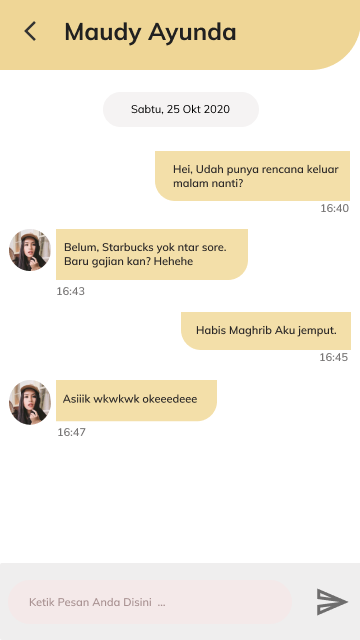 Maudy Ayunda
Sabtu, 25 Okt 2020
Hei, Udah punya rencana keluar
malam nanti?
16:40
Belum, Starbucks yok ntar sore.
Baru gajian kan? Hehehe
16:43
Habis Maghrib Aku jemput.
16:45
Asiiik wkwkwk okeeedeee
16:47
Ketik Pesan Anda Disini ...